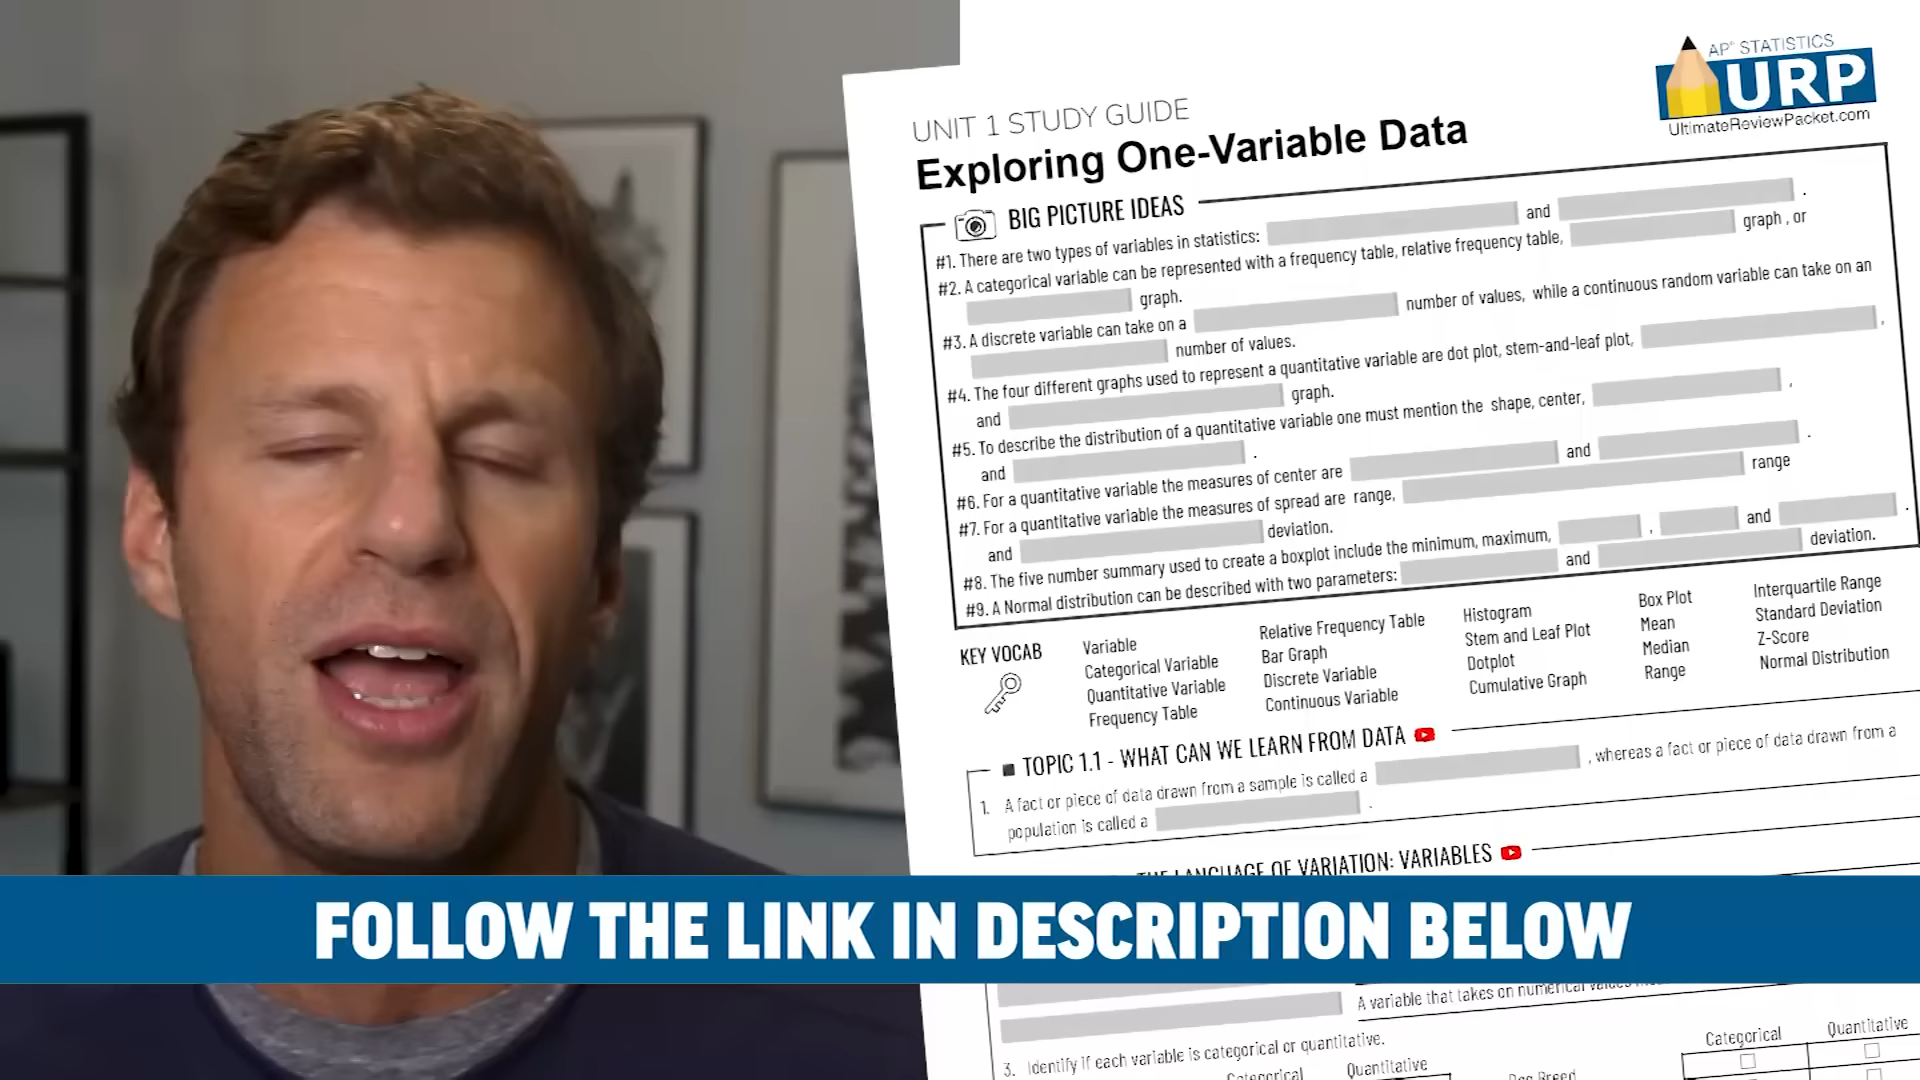 AP® STATISTICS
URP
UltimateReviewPacket.com
UNIT 1 STUDY GUIDE
Exploring One-Variable Data
BIG PICTURE IDEAS
#1. There are two types of variables in statistics: and .
#2. A categorical variable can be represented with a frequency table, relative frequency table, graph , or
graph.
#3. A discrete variable can take on a number of values, while a continuous random variable can take on an
number of values.
#4. The four different graphs used to represent a quantitative variable are dot plot, stem-and-leaf plot, ,
and graph.
#5. To describe the distribution of a quantitative variable one must mention the shape, center, ,
and .
#6. For a quantitative variable the measures of center are and .
#7. For a quantitative variable the measures of spread are range, range
and deviation.
#8. The five number summary used to create a boxplot include the minimum, maximum, , and .
#9. A Normal distribution can be described with two parameters: and deviation.
KEY VOCAB
Variable
Categorical Variable
Quantitative Variable
Frequency Table
Relative Frequency Table
Bar Graph
Discrete Variable
Continuous Variable
Histogram
Stem and Leaf Plot
Dotplot
Cumulative Graph
Box Plot
Mean
Median
Range
Interquartile Range
Standard Deviation
Z-Score
Normal Distribution
TOPIC 1.1 - WHAT CAN WE LEARN FROM DATA
1. A fact or piece of data drawn from a sample is called a , whereas a fact or piece of data drawn from a
population is called a .
THE LANGUAGE OF VARIATION: VARIABLES
FOLLOW THE LINK IN DESCRIPTION BELOW
A variable that takes on numerical
3. Identify if each variable is categorical or quantitative.
Categorical Quantitative
Categorical Quantitative
Dog Breed